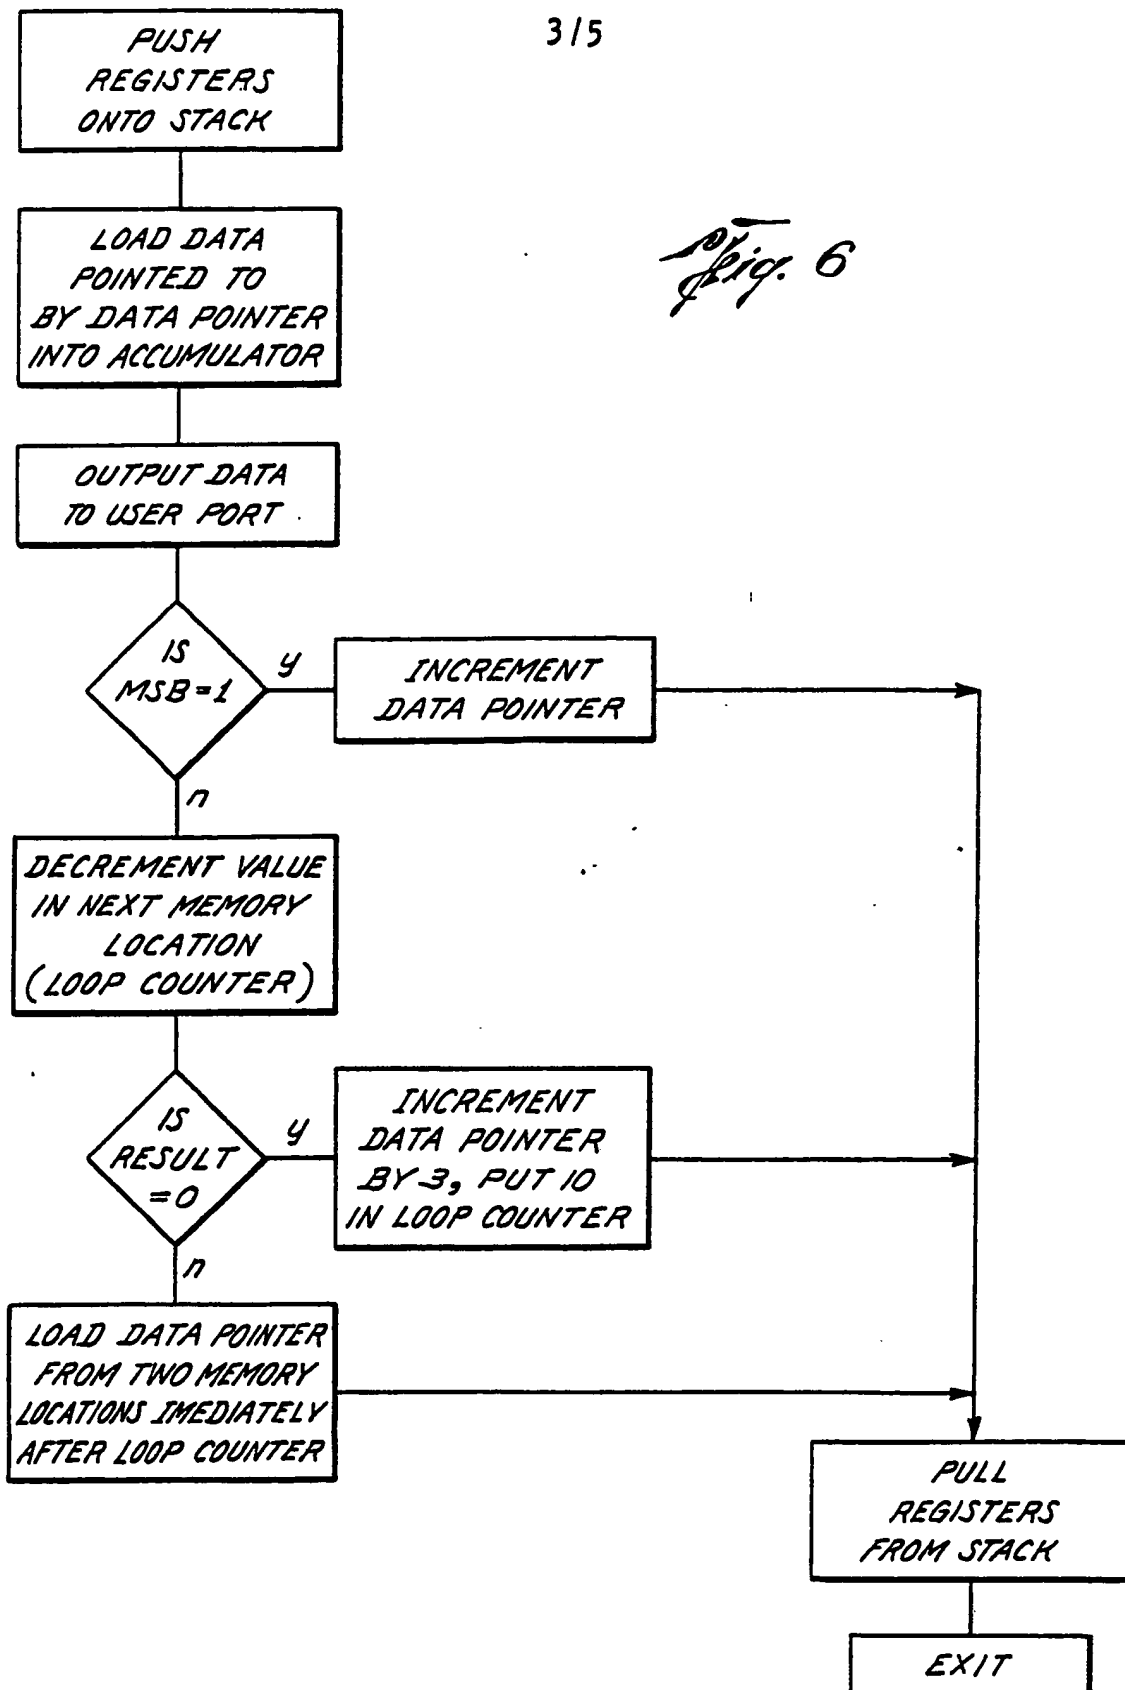 3/5
PUSH
REGISTERS
ONTO STACK
Fig. 6
LOAD DATA
POINTED TO
BY DATA POINTER
INTO ACCUMULATOR
OUTPUT DATA
TO USER PORT
IS
MSB=1
y
INCREMENT
DATA POINTER
n
DECREMENT VALUE
IN NEXT MEMORY
LOCATION
(LOOP COUNTER)
IS
RESULT
=0
y
INCREMENT
DATA POINTER
BY 3, PUT 10
IN LOOP COUNTER
n
LOAD DATA POINTER
FROM TWO MEMORY
LOCATIONS IMEDIATELY
AFTER LOOP COUNTER
PULL
REGISTERS
FROM STACK
EXIT